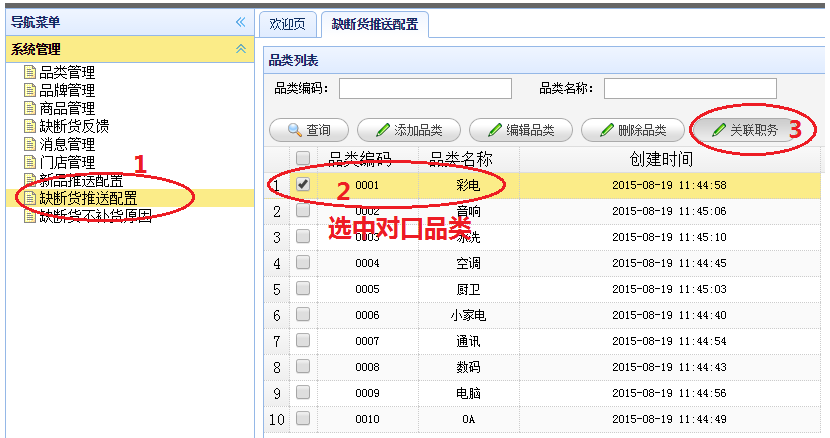 导航菜单
系统管理
品类管理
品牌管理
商品管理
缺断货反馈
消息管理
门店管理
新品推送配置
缺断货推送配置
缺断货不补货原因
1
欢迎页 缺断货推送配置
品类列表
品类编码： 品类名称：
查询 添加品类 编辑品类 删除品类 关联职务 3
品类编码 品类名称 创建时间
1 0001 彩电 2015-08-19 11:44:58
2
2 0002 音响 2015-08-19 11:45:06
选中对口品类
3 0003 冰洗 2015-08-19 11:45:10
4 0004 空调 2015-08-19 11:44:45
5 0005 厨卫 2015-08-19 11:45:03
6 0006 小家电 2015-08-19 11:44:40
7 0007 通讯 2015-08-19 11:44:54
8 0008 数码 2015-08-19 11:44:43
9 0009 电脑 2015-08-19 11:44:56
10 0010 OA 2015-08-19 11:44:49